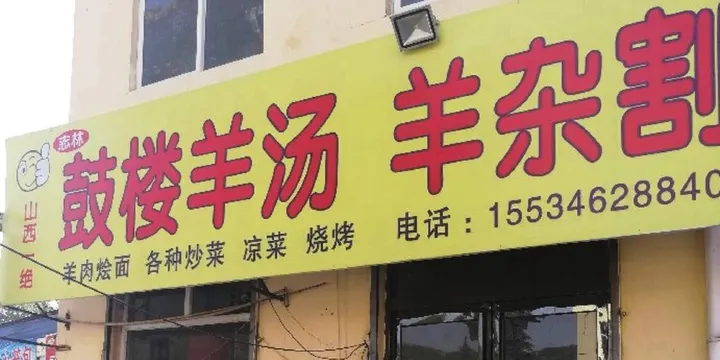 志林
鼓楼羊汤 羊杂割
山西一绝
羊肉烩面 各种炒菜 凉菜 烧烤 电话：15534628840